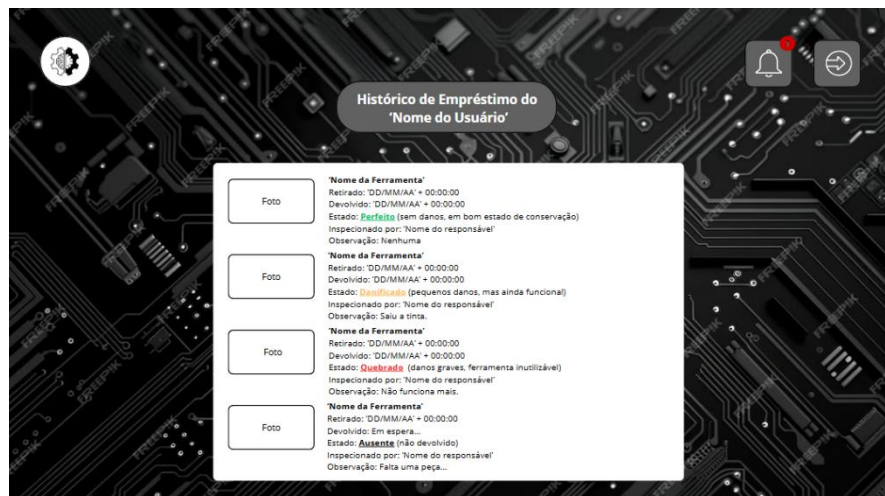 Histórico de Empréstimo do
'Nome do Usuário'
Foto
'Nome da Ferramenta'
Retirado: 'DD/MM/AA' + 00:00:00
Devolvido: 'DD/MM/AA' + 00:00:00
Estado: Perfeito (sem danos, em bom estado de conservação)
Inspecionado por: 'Nome do responsável'
Observação: Nenhuma
Foto
'Nome da Ferramenta'
Retirado: 'DD/MM/AA' + 00:00:00
Devolvido: 'DD/MM/AA' + 00:00:00
Estado: Danificado (pequenos danos, mas ainda funcional)
Inspecionado por: 'Nome do responsável'
Observação: Saiu a tinta.
Foto
'Nome da Ferramenta'
Retirado: 'DD/MM/AA' + 00:00:00
Devolvido: 'DD/MM/AA' + 00:00:00
Estado: Quebrado (danos graves, ferramenta inutilizável)
Inspecionado por: 'Nome do responsável'
Observação: Não funciona mais.
Foto
'Nome da Ferramenta'
Retirado: 'DD/MM/AA' + 00:00:00
Devolvido: Em espera...
Estado: Ausente (não devolvido)
Inspecionado por: 'Nome do responsável'
Observação: Falta uma peça...
FREEPIK